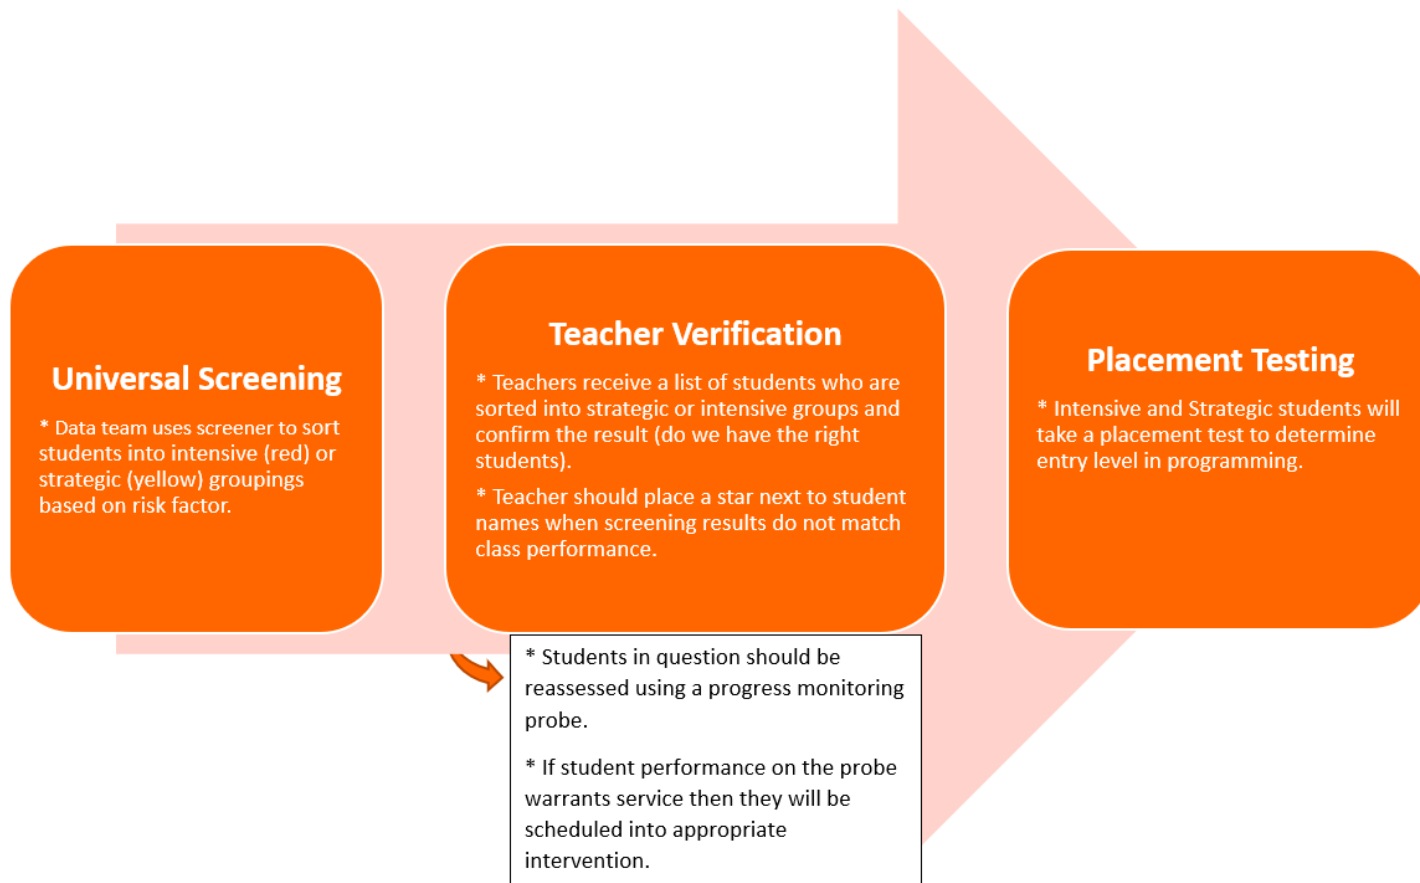 Universal Screening
* Data team uses screener to sort
students into intensive (red) or
strategic (yellow) groupings
based on risk factor.
Teacher Verification
* Teachers receive a list of students who are
sorted into strategic or intensive groups and
confirm the result (do we have the right
students).
* Teacher should place a star next to student
names when screening results do not match
class performance.
* Students in question should be
reassessed using a progress monitoring
probe.
* If student performance on the probe
warrants service then they will be
scheduled into appropriate
intervention.
Placement Testing
* Intensive and Strategic students will
take a placement test to determine
entry level in programming.